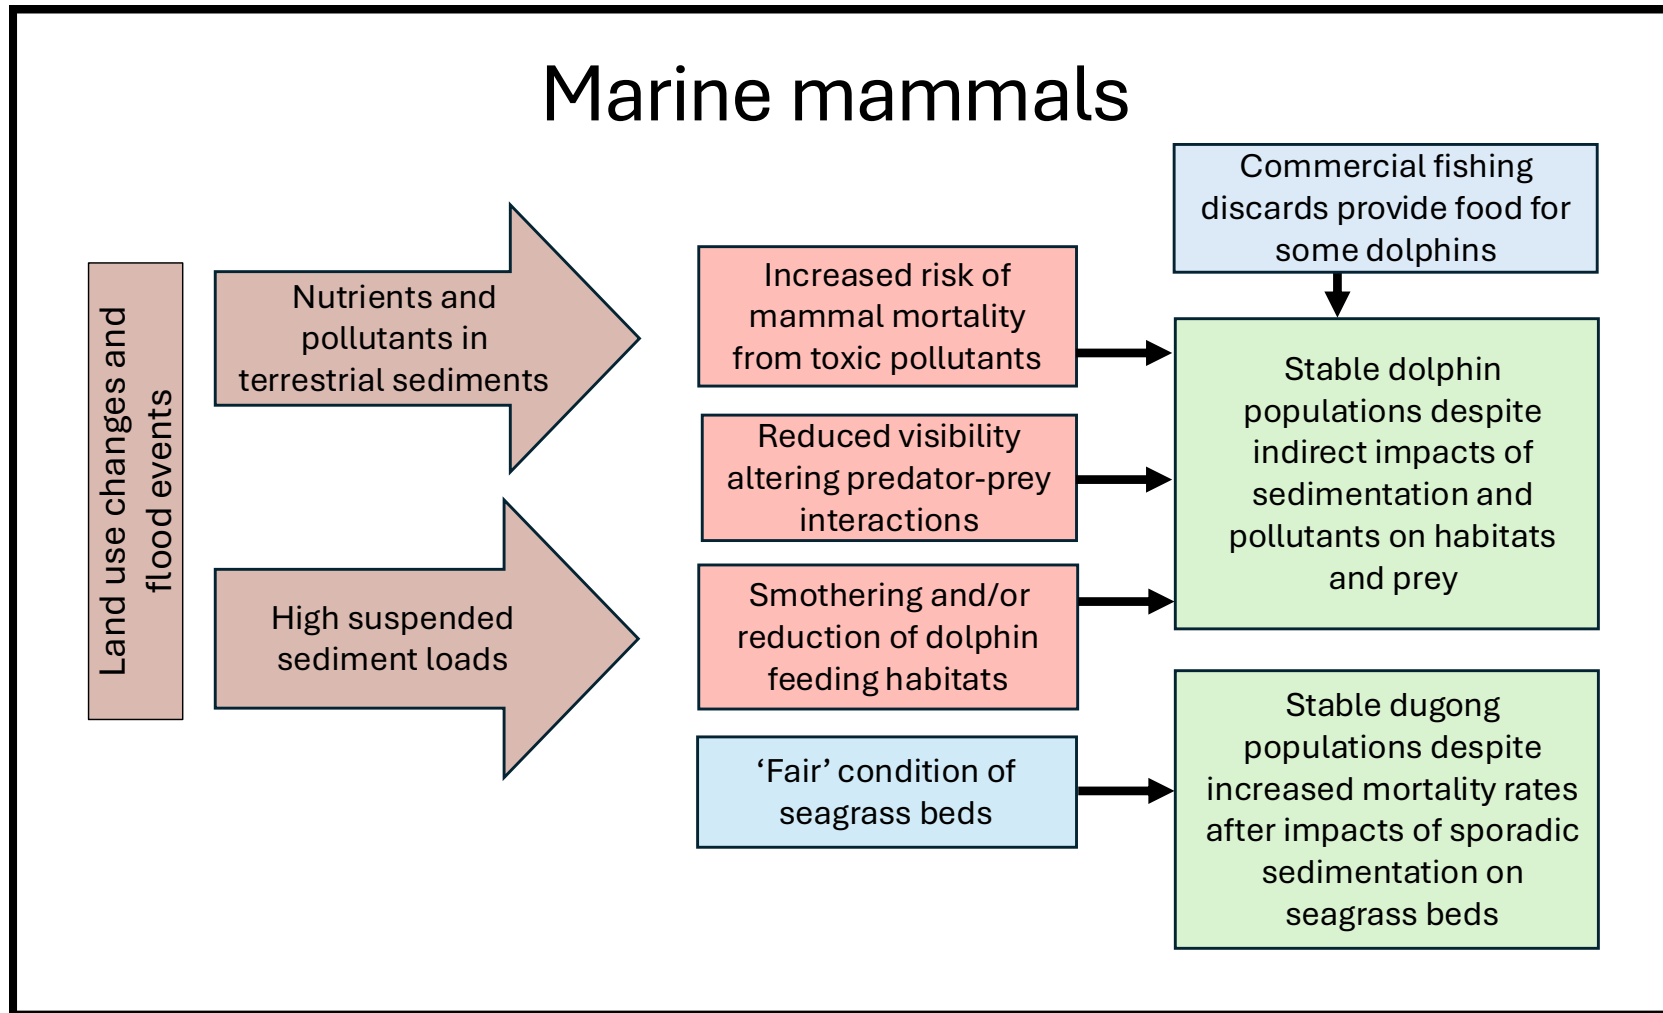 Marine mammals
Land use changes and
flood events
Nutrients and
pollutants in
terrestrial sediments
High suspended
sediment loads
Increased risk of
mammal mortality
from toxic pollutants
Reduced visibility
altering predator-prey
interactions
Smothering and/or
reduction of dolphin
feeding habitats
‘Fair’ condition of
seagrass beds
Commercial fishing
discards provide food for
some dolphins
Stable dolphin
populations despite
indirect impacts of
sedimentation and
pollutants on habitats
and prey
Stable dugong
populations despite
increased mortality rates
after impacts of sporadic
sedimentation on
seagrass beds